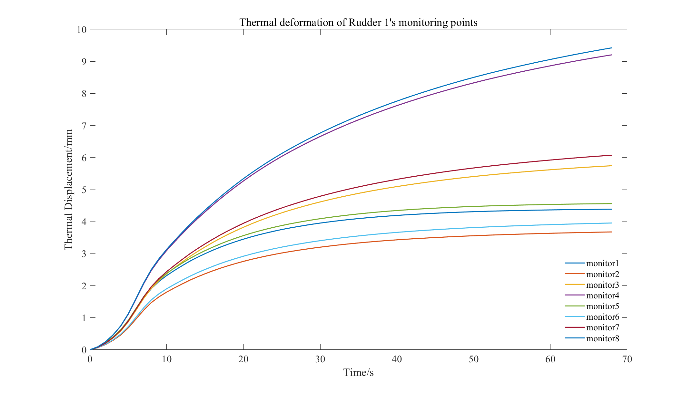 Thermal deformation of Rudder 1's monitoring points
Thermal Displacement/mm
10
9
8
7
6
5
4
3
2
1
0
0 10 20 30 40 50 60 70
Time/s
monitor1
monitor2
monitor3
monitor4
monitor5
monitor6
monitor7
monitor8